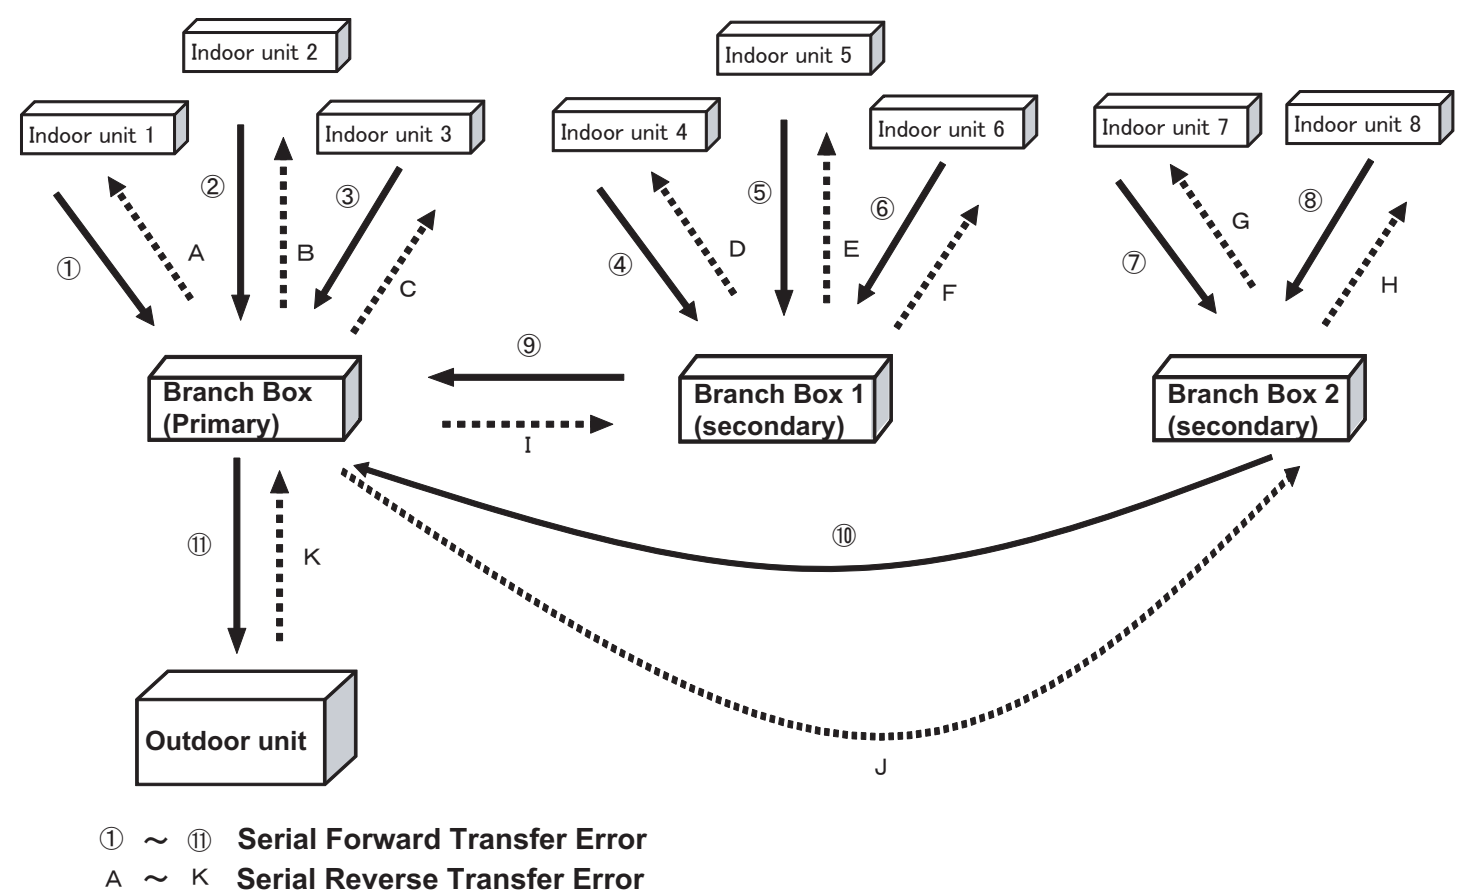 Indoor unit 2
Indoor unit 5
Indoor unit 1
Indoor unit 3
Indoor unit 4
Indoor unit 6
Indoor unit 7
Indoor unit 8
①
A
②
B
③
C
④
D
⑤
E
⑥
F
⑦
G
⑧
H
⑨
I
Branch Box
(Primary)
Branch Box 1
(secondary)
Branch Box 2
(secondary)
⑩
⑪
K
J
Outdoor unit
① ～ ⑪ Serial Forward Transfer Error
A ～ K Serial Reverse Transfer Error